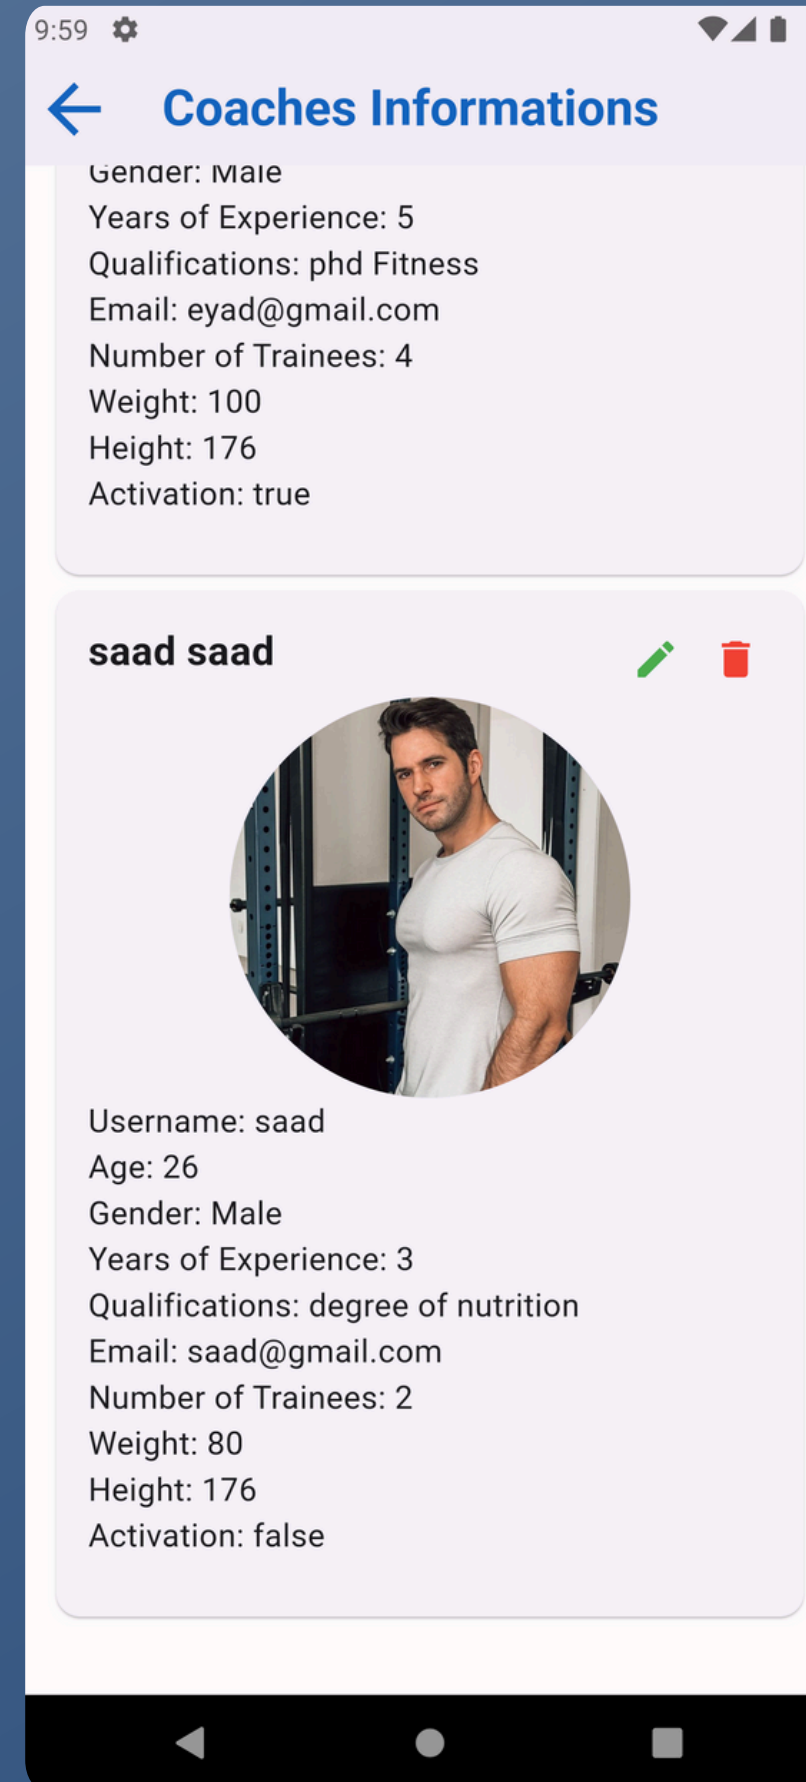 9:59
Coaches Informations
Gender: Male
Years of Experience: 5
Qualifications: phd Fitness
Email: eyad@gmail.com
Number of Trainees: 4
Weight: 100
Height: 176
Activation: true
saad saad
Username: saad
Age: 26
Gender: Male
Years of Experience: 3
Qualifications: degree of nutrition
Email: saad@gmail.com
Number of Trainees: 2
Weight: 80
Height: 176
Activation: false